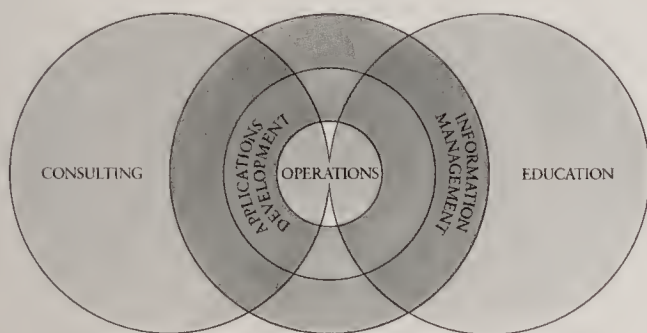 CONSULTING
APPLICATIONS
DEVELOPMENT
OPERATIONS
INFORMATION
MANAGEMENT
EDUCATION